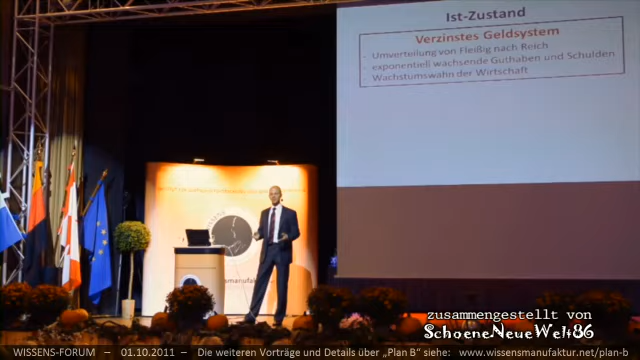 Ist-Zustand
Verzinstes Geldsystem
- Umverteilung von Fleißig nach Reich
- exponentiell wachsende Guthaben und Schulden
- Wachstumswahn der Wirtschaft
zusammengestellt von
SchoeneNeueWelt86
WISSENS-FORUM – 01.10.2011 – Die weiteren Vorträge und Details über „Plan B“ siehe: www.wissensmanufaktur.net/plan-b